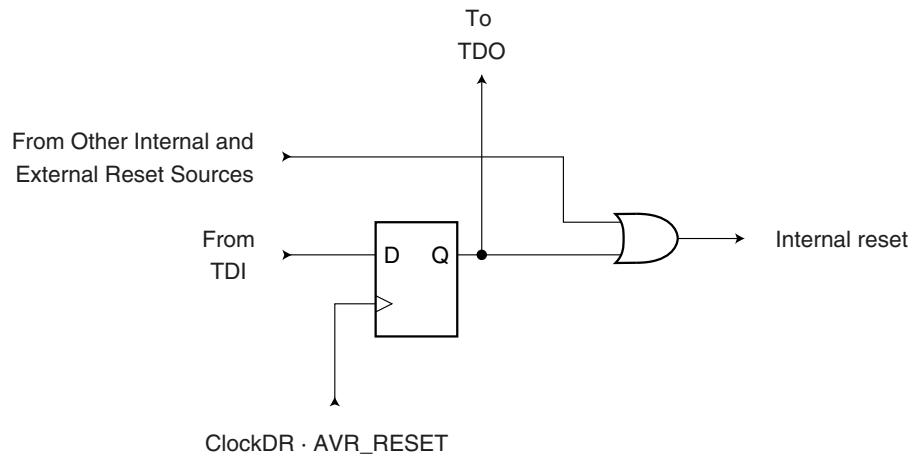 To
TDO
From Other Internal and
External Reset Sources
From
TDI
D
Q
Internal reset
ClockDR · AVR_RESET